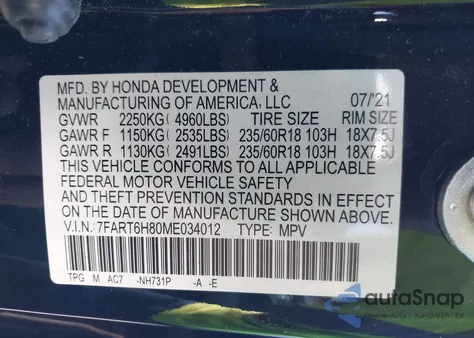 MFD. BY HONDA DEVELOPMENT &
MANUFACTURING OF AMERICA, LLC 07/'21
GVWR 2250KG( 4960LBS) TIRE SIZE RIM SIZE
GAWR F 1150KG( 2535LBS) 235/60R18 103H 18X7.5J
GAWR R 1130KG( 2491LBS) 235/60R18 103H 18X7.5J
THIS VEHICLE CONFORMS TO ALL APPLICABLE
FEDERAL MOTOR VEHICLE SAFETY
AND THEFT PREVENTION STANDARDS IN EFFECT
ON THE DATE OF MANUFACTURE SHOWN ABOVE.
V.I.N.: 7FART6H80ME034012 TYPE: MPV
TPG M AC7 -NH731P -A -E
autoSnap